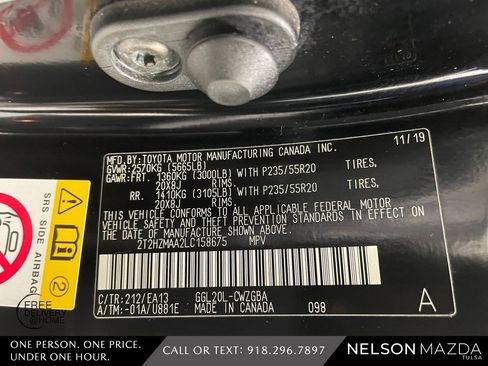 MFD. BY: TOYOTA MOTOR MANUFACTURING CANADA INC. 11/19
GVWR: 2570KG (5665LB)
GAWR: FRT. 1360KG (3000LB) WITH P235/55R20 TIRES,
20X8J RIMS.
RR. 1410KG (3105LB) WITH P235/55R20 TIRES,
20X8J RIMS.
THIS VEHICLE CONFORMS TO ALL APPLICABLE FEDERAL MOTOR
VEHICLE SAFETY AND THEFT PREVENTION STANDARDS IN EFFECT
ON THE DATE OF MANUFACTURE SHOWN ABOVE.
2T2HZMAA2LC158675 MPV
C/TR: 212/EA13 GGL20L-CWZGBA
A/TM: -01A/U881E MADE IN CANADA 098 A
SRS SIDE AIRBAG
FREE
DELIVERY
@HOME
ONE PERSON. ONE PRICE.
UNDER ONE HOUR.
CALL OR TEXT: 918.296.7897
NELSON MAZDA
TULSA